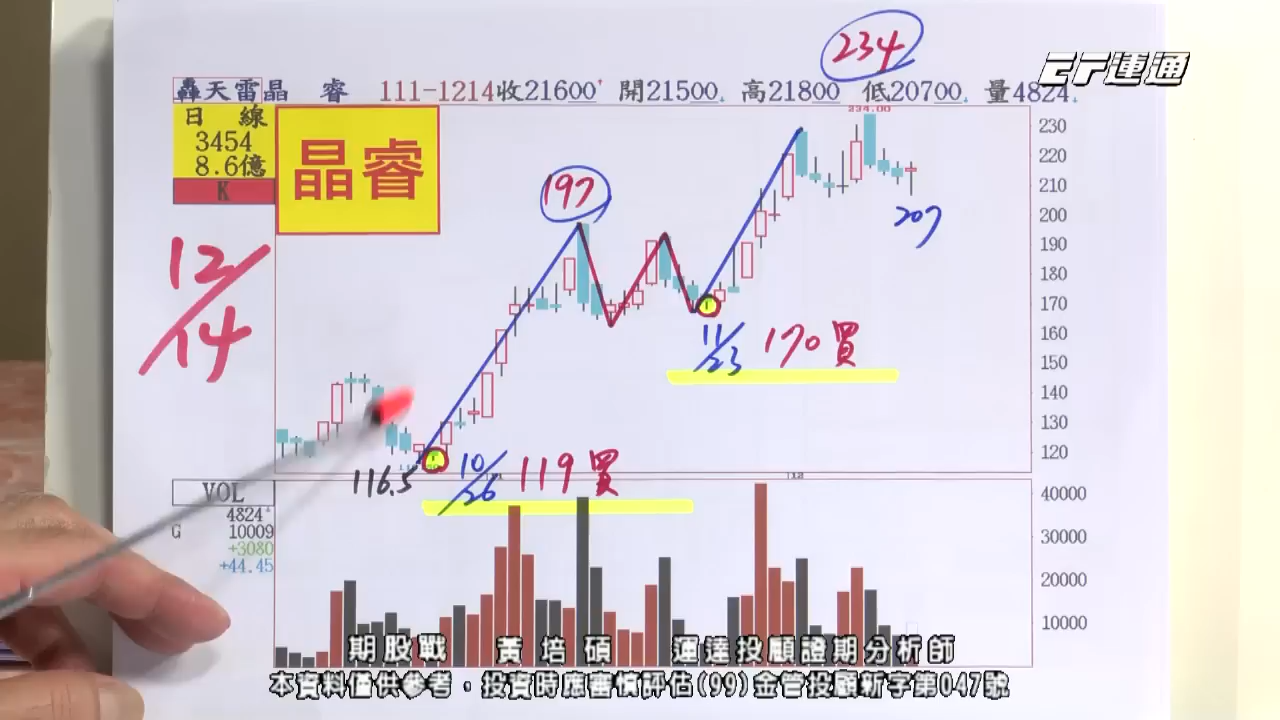 234
ET運通
轟天雷晶 睿 111-1214收21600 開21500 高21800 低20700 量4824
日 線
3454
8.6億
K
晶睿
234.00
230
220
210
200
190
180
170
160
150
140
130
120
12/14
197
207
11/23 170買
116.5
10/26 119買
12
VOL
4824
G 10009
+3080
+44.45
40000
30000
20000
10000
期股戰 黃培碩 運達投顧證期分析師
本資料僅供參考，投資時應審慎評估(99)金管投顧新字第047號